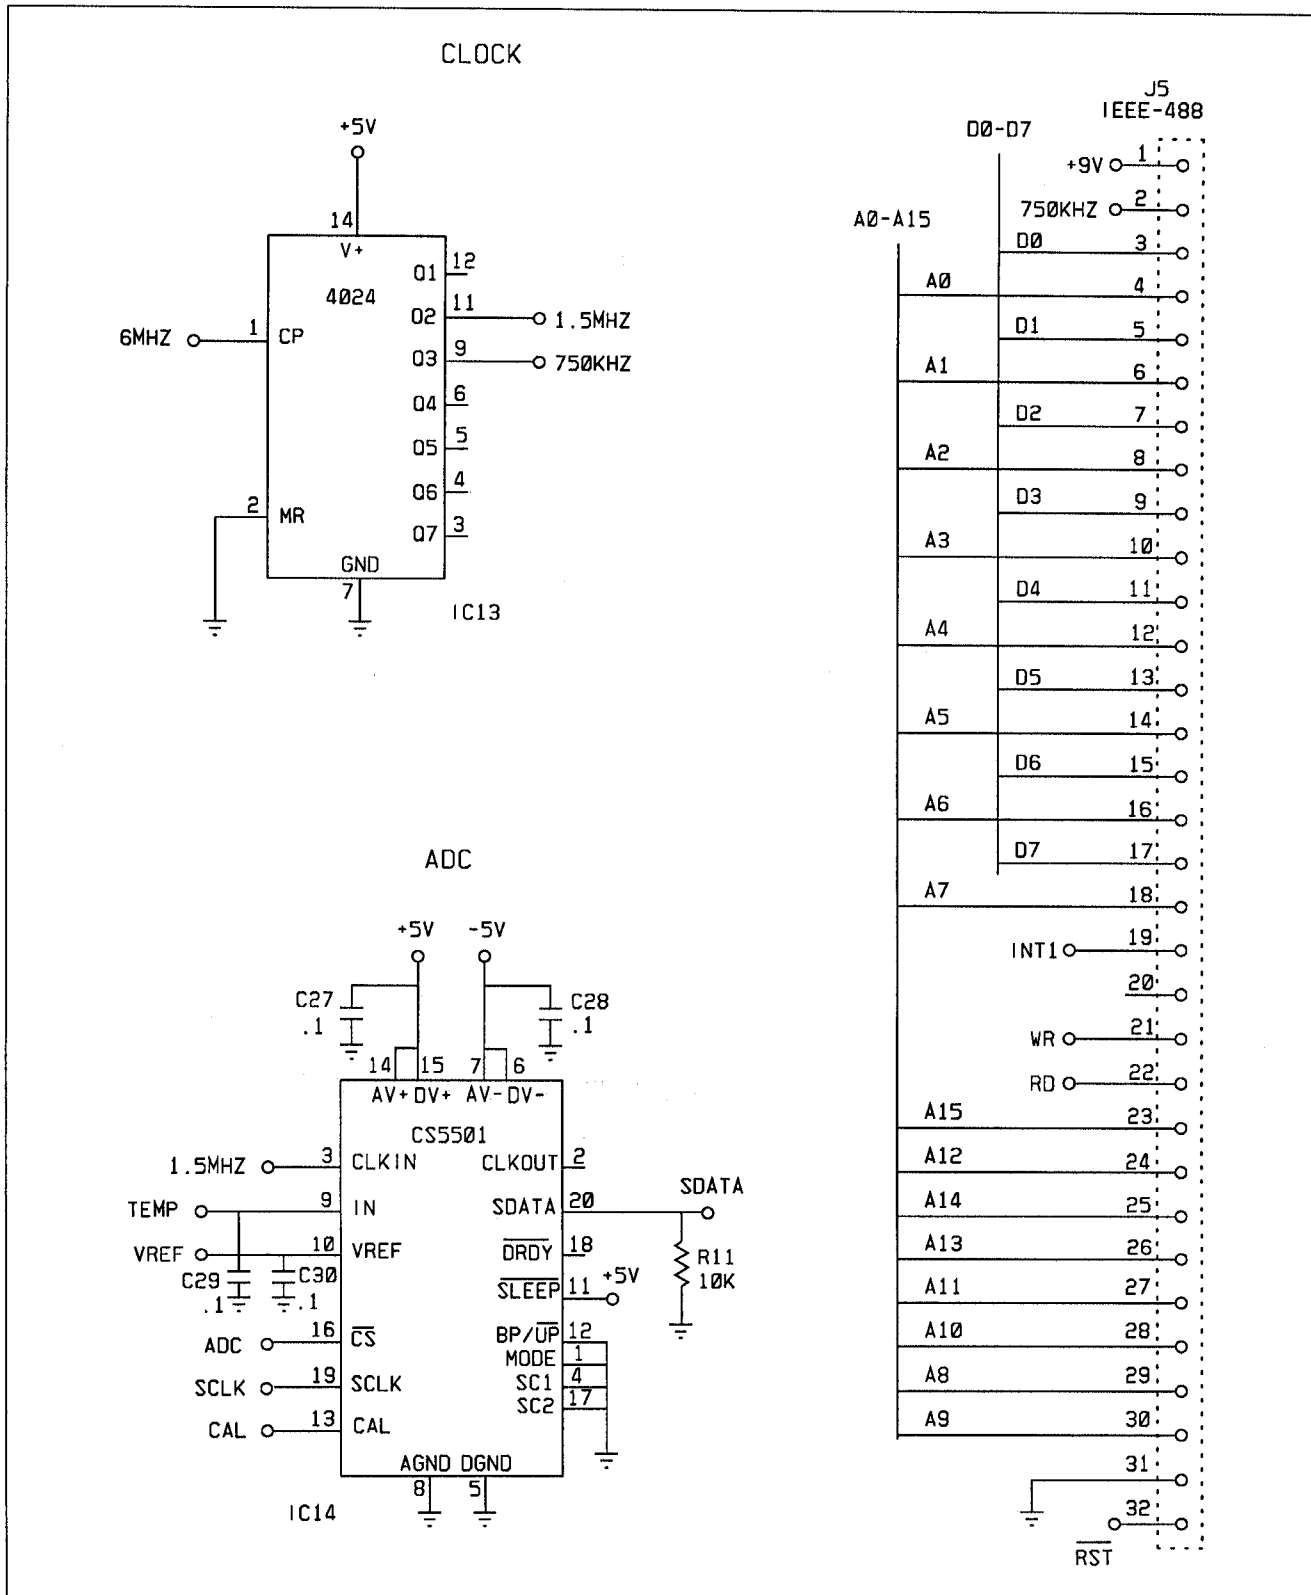 CLOCK
+5V
14
V+
4024
6MHZ
1
CP
2
MR
Q1
12
Q2
11
1.5MHZ
Q3
9
750KHZ
Q4
6
Q5
5
Q6
4
Q7
3
GND
7
IC13
ADC
+5V
-5V
C27
.1
C28
.1
14
15
7
6
AV+
DV+
AV-
DV-
CS5501
1.5MHZ
3
CLKIN
CLKOUT
2
TEMP
9
IN
SDATA
20
SDATA
VREF
10
VREF
DRDY
18
R11
10K
C29
.1
C30
.1
SLEEP
11
+5V
ADC
16
CS
BP/UP
12
MODE
1
SCLK
19
SCLK
SC1
4
SC2
17
CAL
13
CAL
AGND
DGND
8
5
IC14
J5
IEEE-488
D0-D7
A0-A15
+9V
1
750KHZ
2
D0
3
A0
4
D1
5
A1
6
D2
7
A2
8
D3
9
A3
10
D4
11
A4
12
D5
13
A5
14
D6
15
A6
16
D7
17
A7
18
INT1
19
20
WR
21
RD
22
A15
23
A12
24
A14
25
A13
26
A11
27
A10
28
A8
29
A9
30
31
32
RST